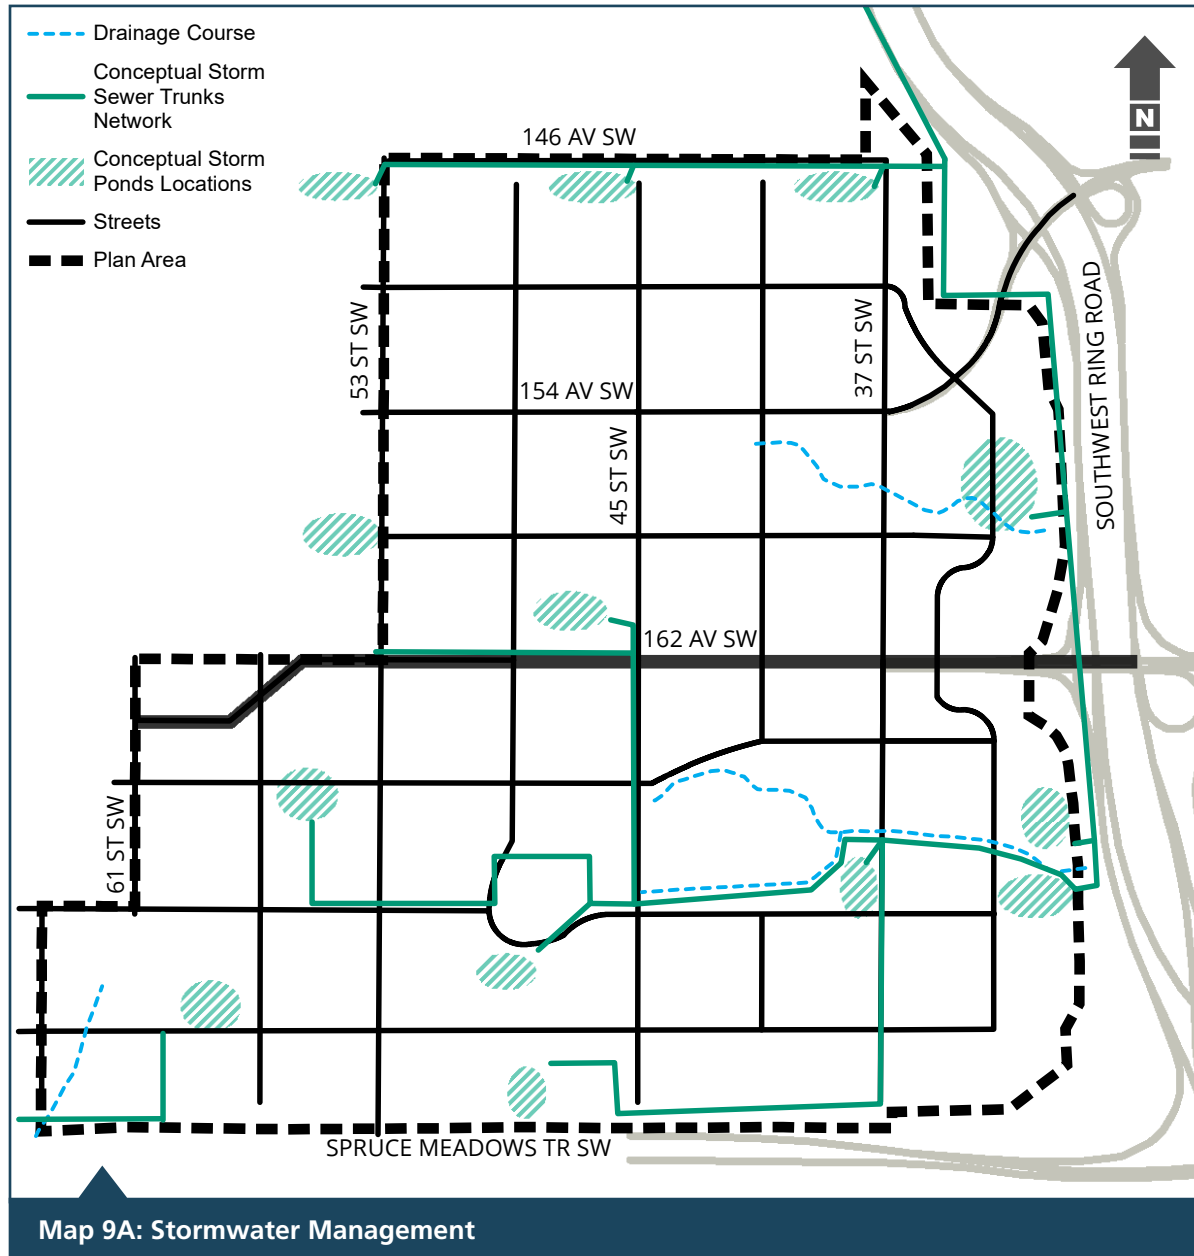 Drainage Course
Conceptual Storm
Sewer Trunks
Network
Conceptual Storm
Ponds Locations
Streets
Plan Area
N
146 AV SW
53 ST SW
37 ST SW
SOUTHWEST RING ROAD
154 AV SW
45 ST SW
162 AV SW
61 ST SW
SPRUCE MEADOWS TR SW
Map 9A: Stormwater Management